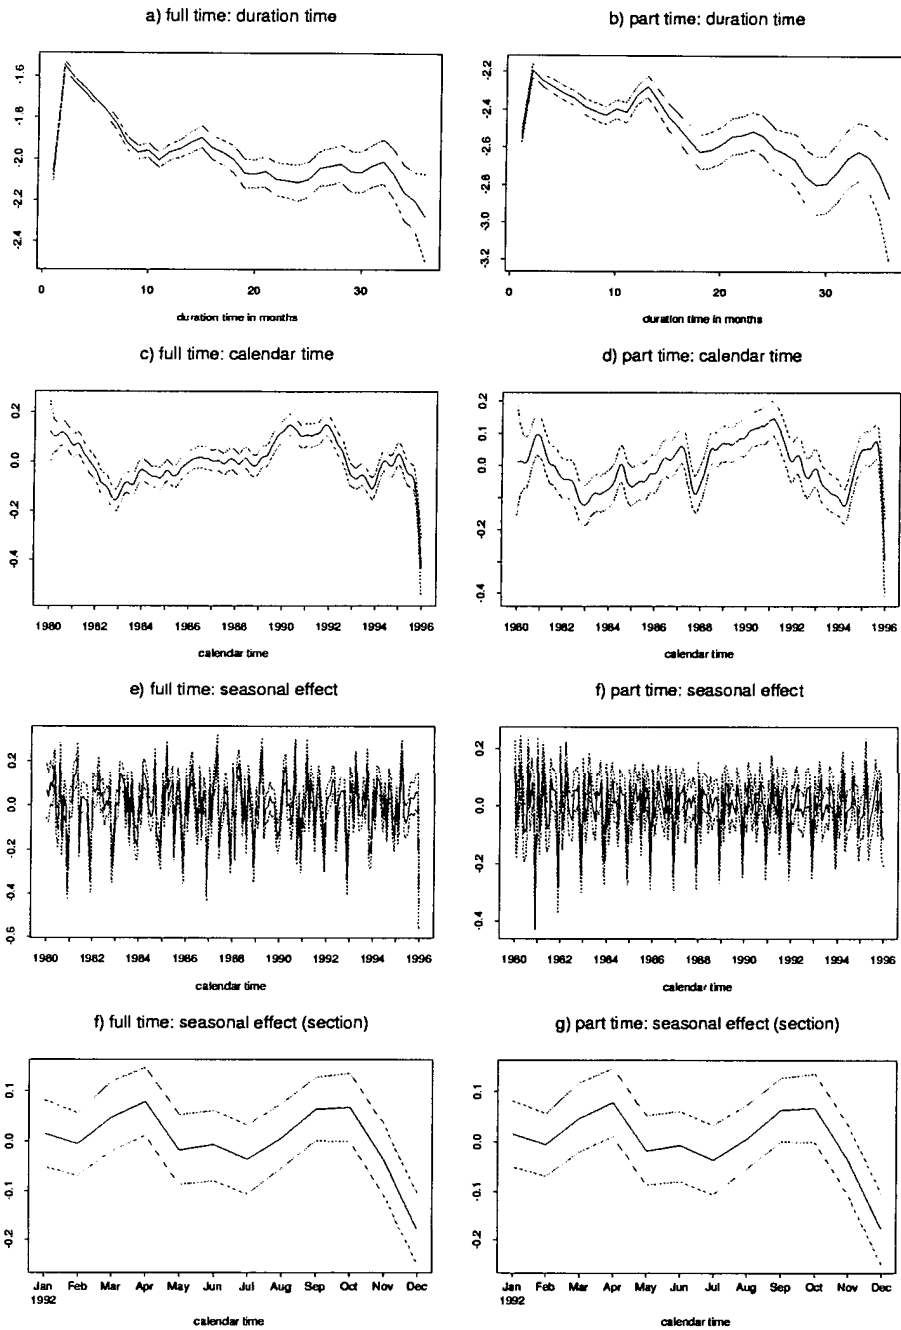 a) full time: duration time
b) part time: duration time
-1.6
-1.8
-2.0
-2.2
-2.4
0 10 20 30
duration time in months
-2.2
-2.4
-2.6
-2.8
-3.0
-3.2
0 10 20 30
duration time in months
c) full time: calendar time
d) part time: calendar time
0.2
0.0
-0.2
-0.4
1980 1982 1984 1986 1988 1990 1992 1994 1996
calendar time
0.2
0.1
0.0
-0.2
-0.4
1980 1982 1984 1986 1988 1990 1992 1994 1996
calendar time
e) full time: seasonal effect
f) part time: seasonal effect
0.2
0.0
-0.2
-0.4
-0.6
1980 1982 1984 1986 1988 1990 1992 1994 1996
calendar time
0.2
0.0
-0.2
-0.4
1980 1982 1984 1986 1988 1990 1992 1994 1996
calendar time
f) full time: seasonal effect (section)
g) part time: seasonal effect (section)
0.1
0.0
-0.1
-0.2
Jan Feb Mar Apr May Jun Jul Aug Sep Oct Nov Dec
1992
calendar time
0.1
0.0
-0.1
-0.2
Jan Feb Mar Apr May Jun Jul Aug Sep Oct Nov Dec
1992
calendar time